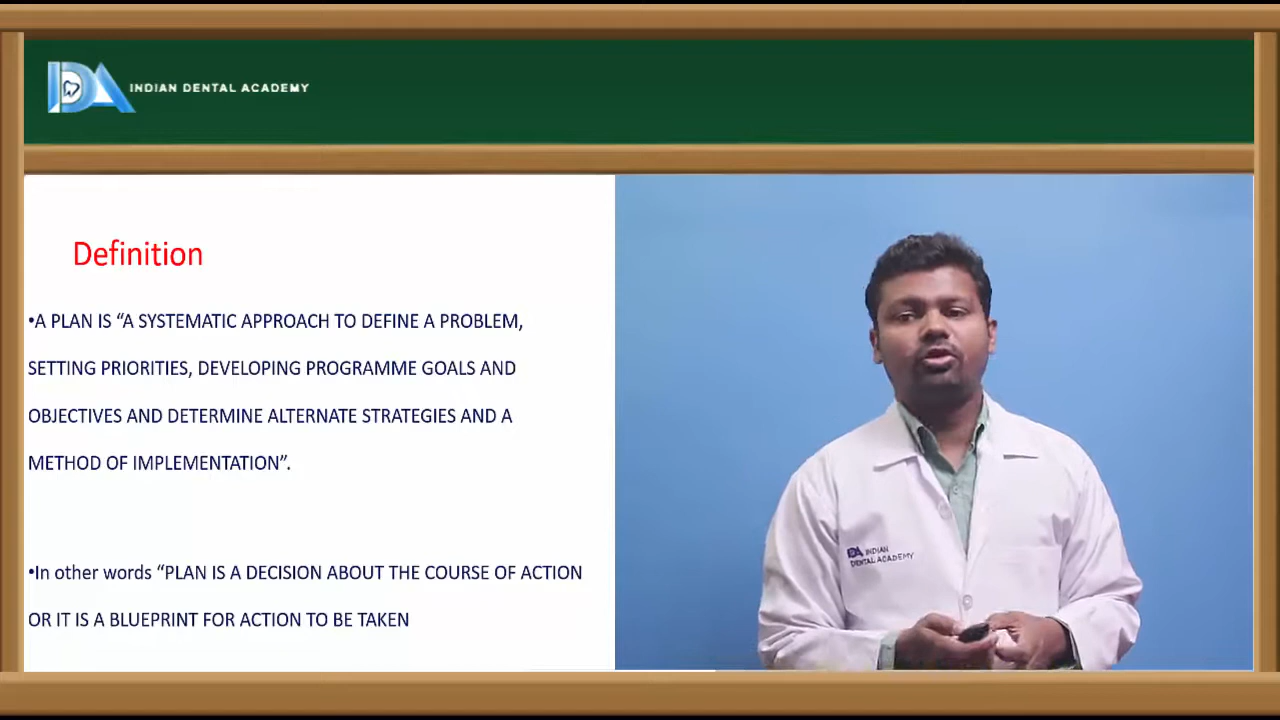 IDA INDIAN DENTAL ACADEMY
Definition
•A PLAN IS “A SYSTEMATIC APPROACH TO DEFINE A PROBLEM,
SETTING PRIORITIES, DEVELOPING PROGRAMME GOALS AND
OBJECTIVES AND DETERMINE ALTERNATE STRATEGIES AND A
METHOD OF IMPLEMENTATION”.
•In other words “PLAN IS A DECISION ABOUT THE COURSE OF ACTION
OR IT IS A BLUEPRINT FOR ACTION TO BE TAKEN
IDA INDIAN
DENTAL ACADEMY